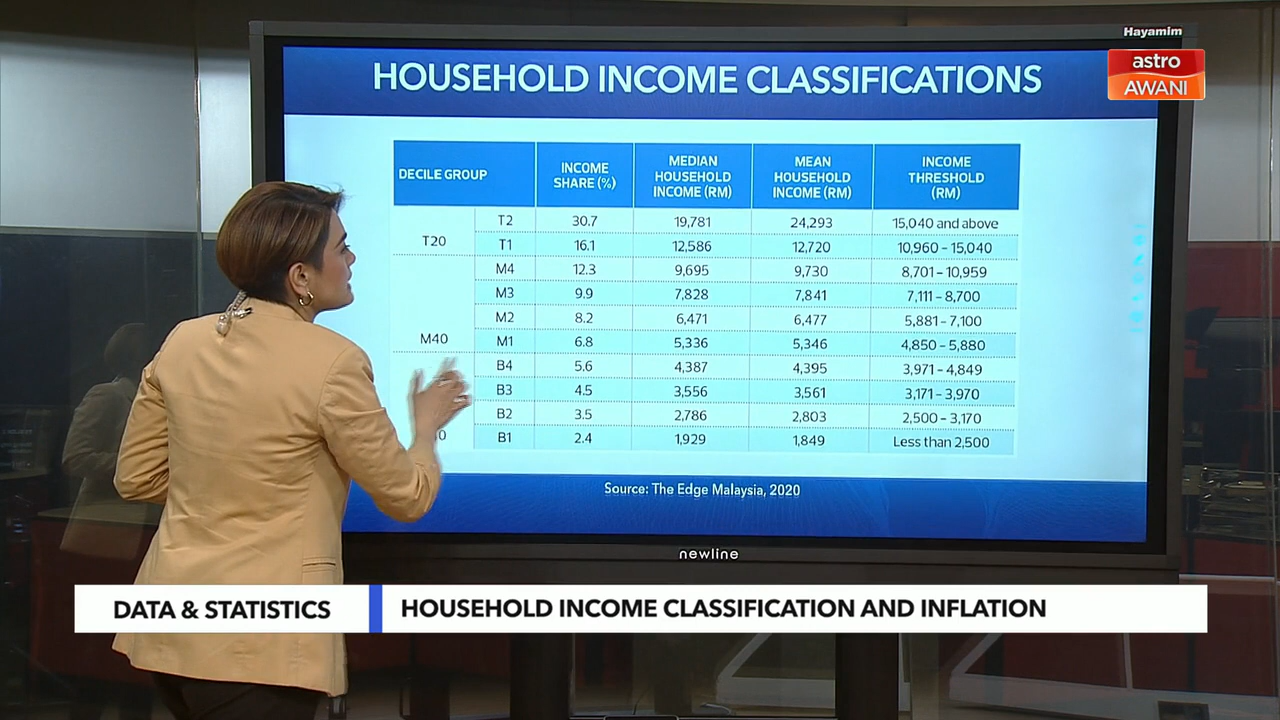 Hayamim
astro
AWANI
HOUSEHOLD INCOME CLASSIFICATIONS
DECILE GROUP
INCOME
SHARE (%)
MEDIAN
HOUSEHOLD
INCOME (RM)
MEAN
HOUSEHOLD
INCOME (RM)
INCOME
THRESHOLD
(RM)
T20
T2 30.7 19,781 24,293 15,040 and above
T1 16.1 12,586 12,720 10,960 – 15,040
M4 12.3 9,695 9,730 8,701 – 10,959
M3 9.9 7,828 7,841 7,111 – 8,700
M2 8.2 6,471 6,477 5,881 – 7,100
M40
M1 6.8 5,336 5,346 4,850 – 5,880
B4 5.6 4,387 4,395 3,971 – 4,849
B3 4.5 3,556 3,561 3,171 – 3,970
B2 3.5 2,786 2,803 2,500 – 3,170
B1 2.4 1,929 1,849 Less than 2,500
Source: The Edge Malaysia, 2020
newline
DATA & STATISTICS
HOUSEHOLD INCOME CLASSIFICATION AND INFLATION